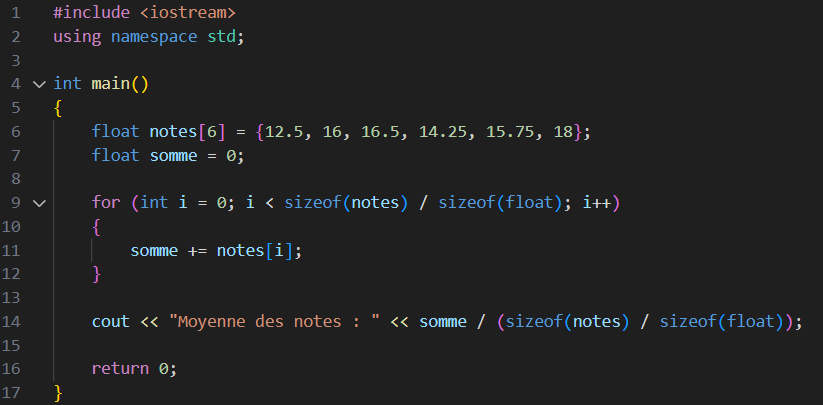 1 #include <iostream>
2 using namespace std;
3
4 int main()
5 {
6     float notes[6] = {12.5, 16, 16.5, 14.25, 15.75, 18};
7     float somme = 0;
8
9     for (int i = 0; i < sizeof(notes) / sizeof(float); i++)
10     {
11         somme += notes[i];
12     }
13
14     cout << "Moyenne des notes : " << somme / (sizeof(notes) / sizeof(float));
15
16     return 0;
17 }